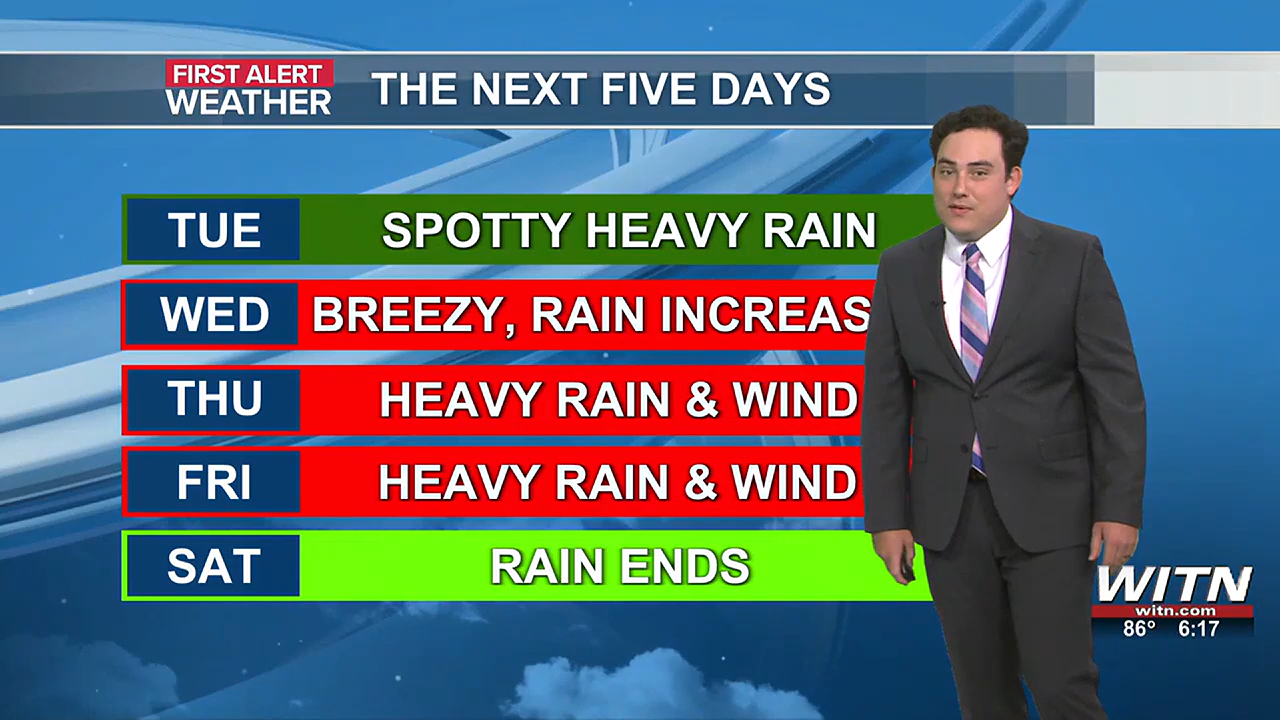 FIRST ALERT
WEATHER
THE NEXT FIVE DAYS
TUE
SPOTTY HEAVY RAIN
WED
BREEZY, RAIN INCREAS
THU
HEAVY RAIN & WIND
FRI
HEAVY RAIN & WIND
SAT
RAIN ENDS
WITN
witn.com
86° 6:17